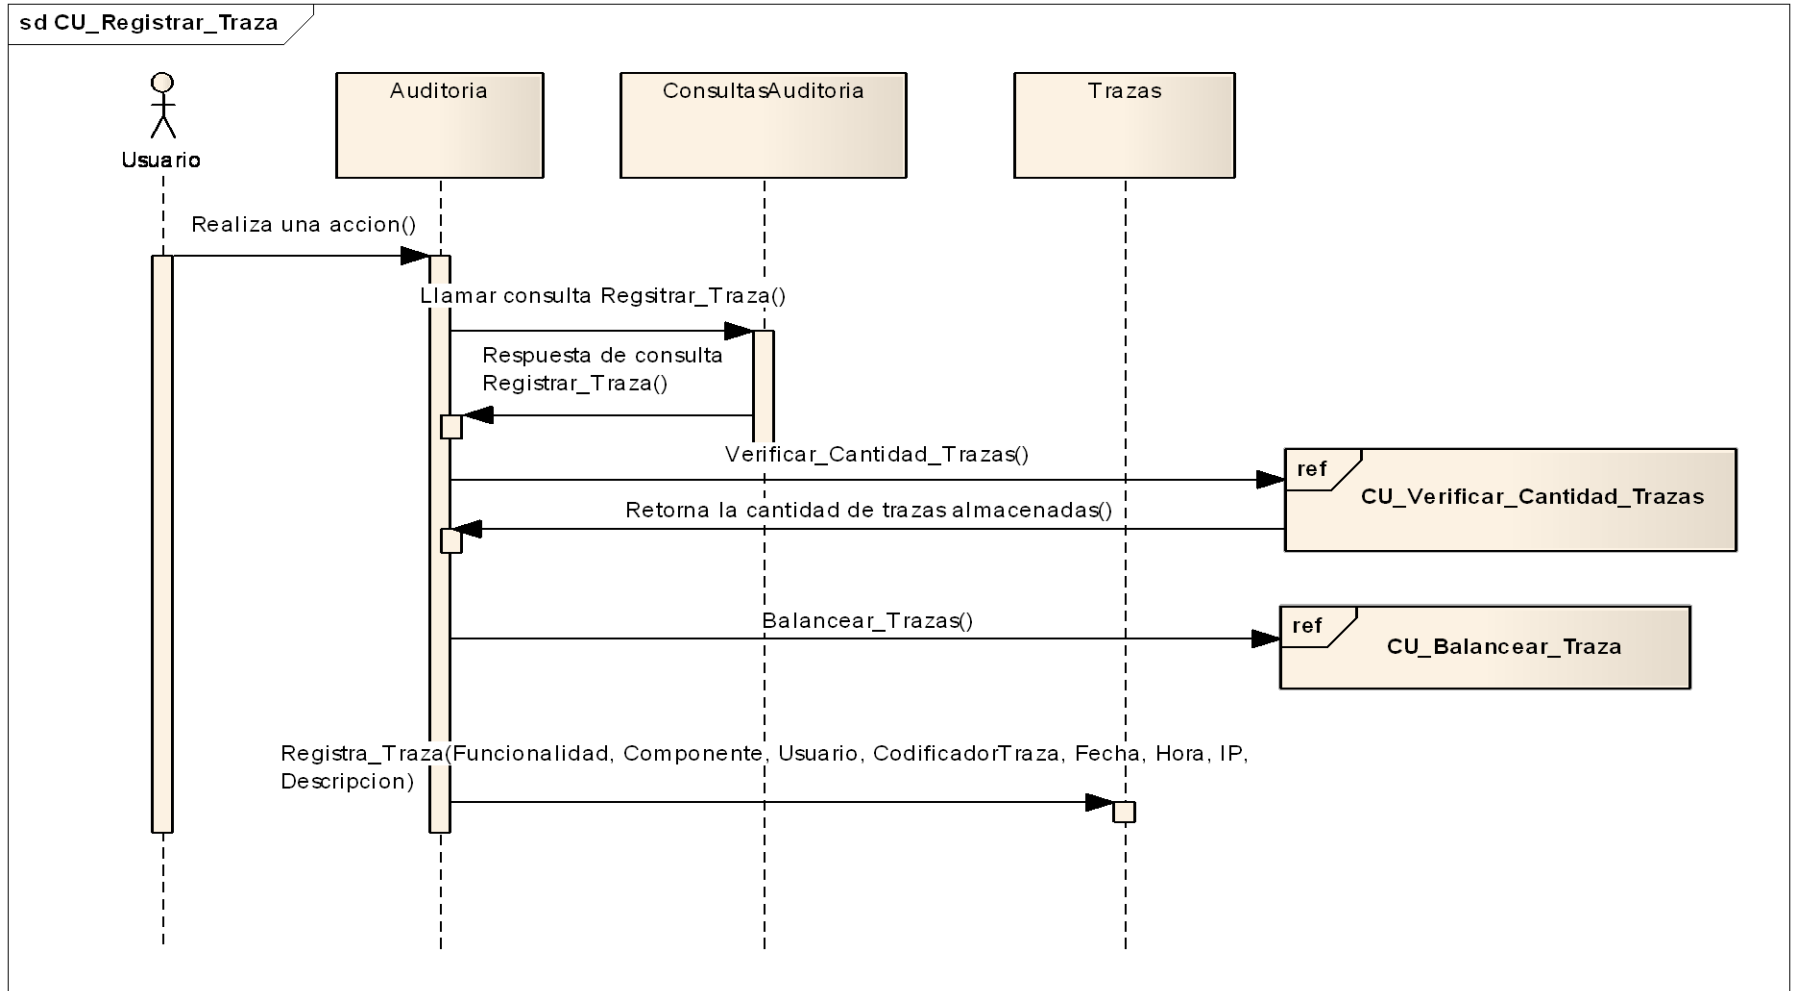 sd CU_Registrar_Traza
Usuario
Auditoria
ConsultasAuditoria
Trazas
Realiza una accion()
Llamar consulta Regsitrar_Traza()
Respuesta de consulta
Registrar_Traza()
Verificar_Cantidad_Trazas()
ref
CU_Verificar_Cantidad_Trazas
Retorna la cantidad de trazas almacenadas()
Balancear_Trazas()
ref
CU_Balancear_Traza
Registra_Traza(Funcionalidad, Componente, Usuario, CodificadorTraza, Fecha, Hora, IP,
Descripcion)